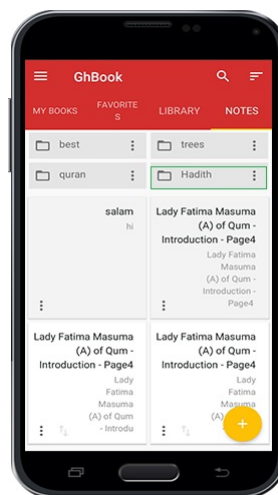 GhBook
MY BOOKS
FAVORITE
S
LIBRARY
NOTES
best
trees
quran
Hadith
salam
hi
Lady Fatima Masuma
(A) of Qum -
Introduction - Page4
Lady Fatima
Masuma
(A) of Qum -
Introduction -
Page4
Lady Fatima Masuma
(A) of Qum -
Introduction - Page4
Lady
Fatima
Masuma
(A) of Qum
- Introdu
Lady Fatima Masuma
(A) of Qum -
Introduction - Page4
Lady
Fatima
Masuma
(A)